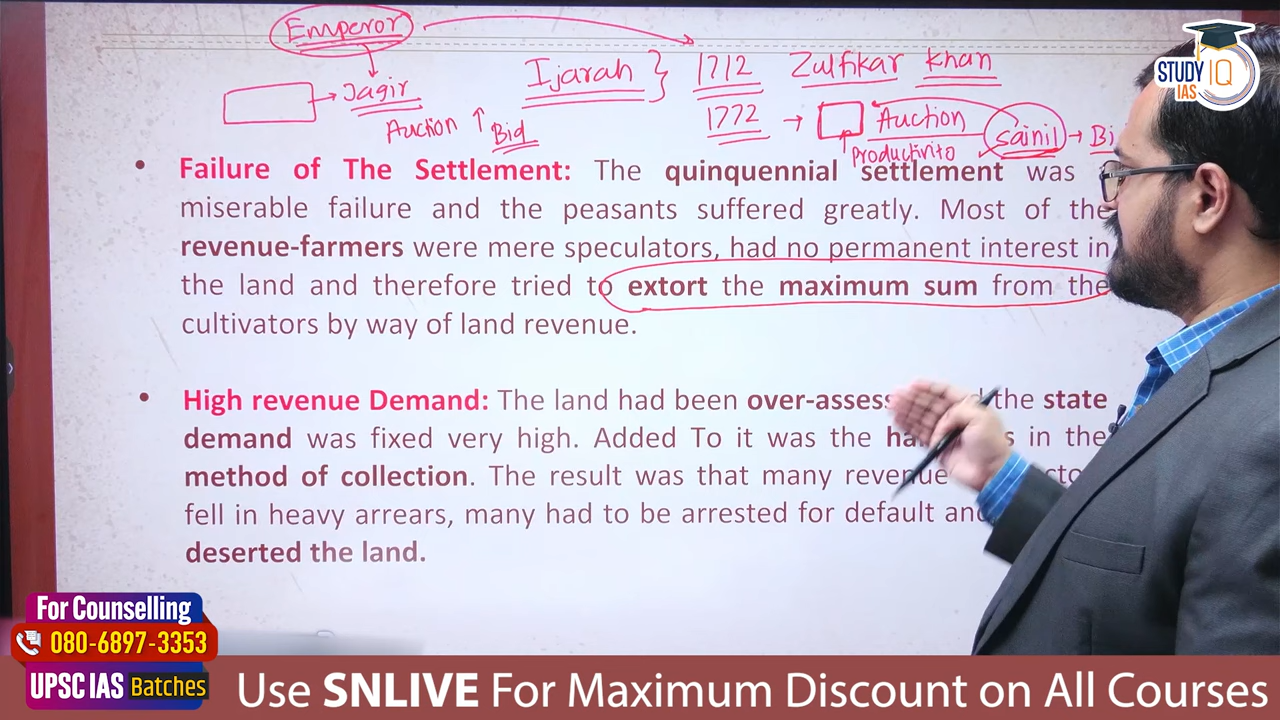 Emperor
STUDY IQ
IAS
Ijarah } 1712 Zulfikar Khan
Jagir
Auction Bid
1772 → Auction sainil → Bi
Productivity
• Failure of The Settlement: The quinquennial settlement was
miserable failure and the peasants suffered greatly. Most of the
revenue-farmers were mere speculators, had no permanent interest in
the land and therefore tried to extort the maximum sum from the
cultivators by way of land revenue.
• High revenue Demand: The land had been over-assess the state
demand was fixed very high. Added To it was the in the
method of collection. The result was that many revenue
fell in heavy arrears, many had to be arrested for default and
deserted the land.
For Counselling
080-6897-3353
UPSC IAS Batches
Use SNLIVE For Maximum Discount on All Courses